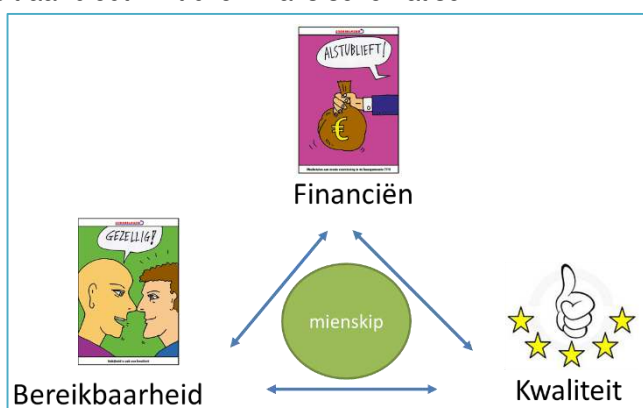 ALSTUBLIEFT!
€
Financiën
GEZELLIG!
mienskip
Bereikbaarheid
Kwaliteit